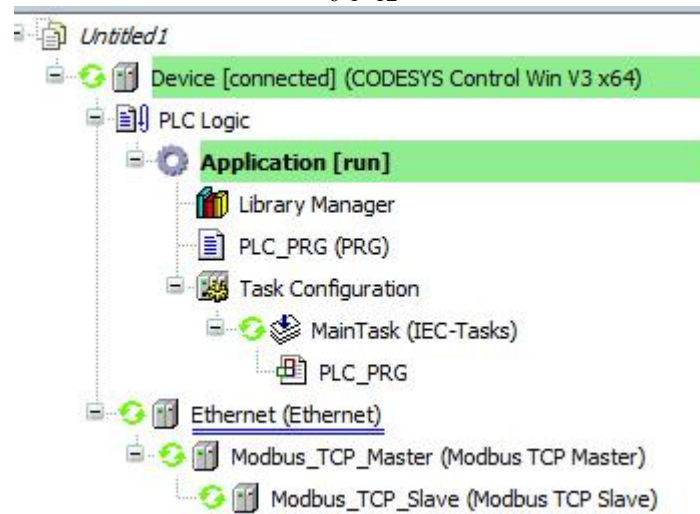 Untitled1
Device [connected] (CODESYS Control Win V3 x64)
PLC Logic
Application [run]
Library Manager
PLC_PRG (PRG)
Task Configuration
MainTask (IEC-Tasks)
PLC_PRG
Ethernet (Ethernet)
Modbus_TCP_Master (Modbus TCP Master)
Modbus_TCP_Slave (Modbus TCP Slave)